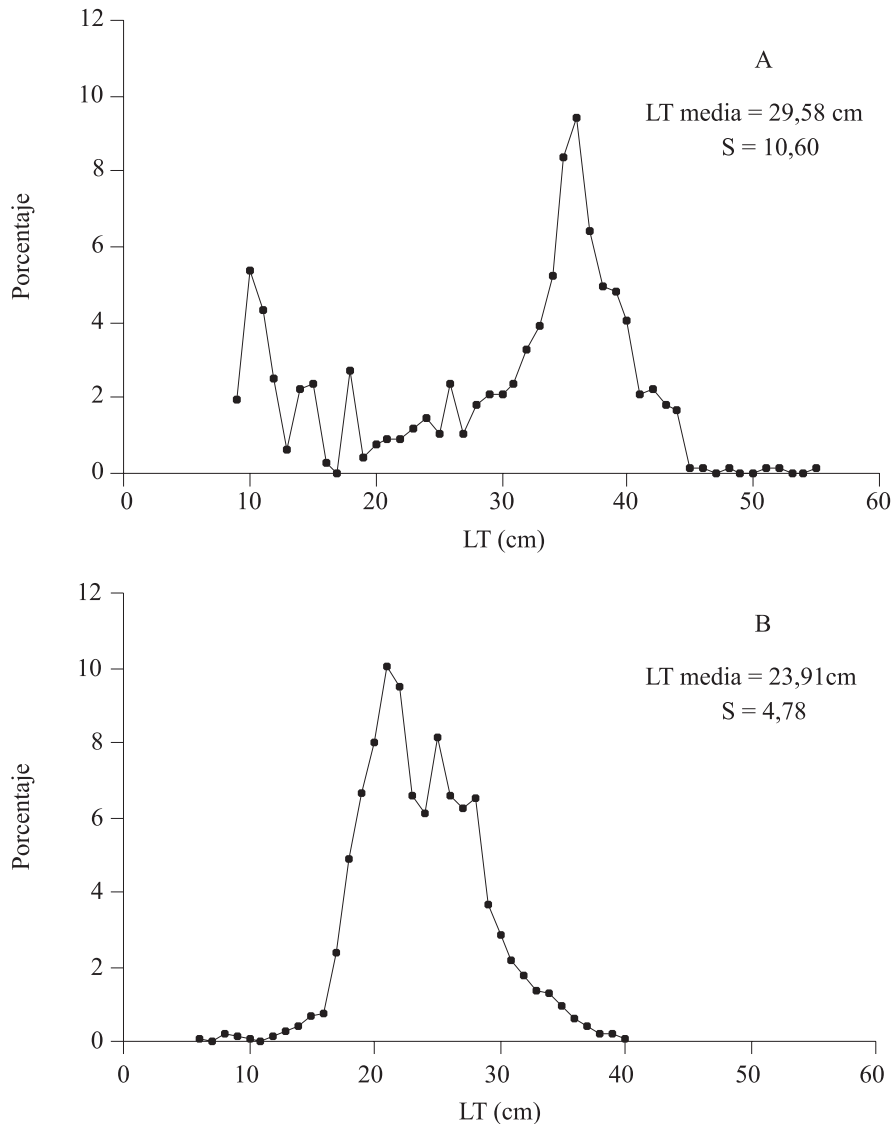 12
A
10
LT media = 29,58 cm
S = 10,60
8
Porcentaje
6
4
2
0
0 10 20 30 40 50 60
LT (cm)
12
B
10
LT media = 23,91cm
S = 4,78
8
Porcentaje
6
4
2
0
0 10 20 30 40 50 60
LT (cm)